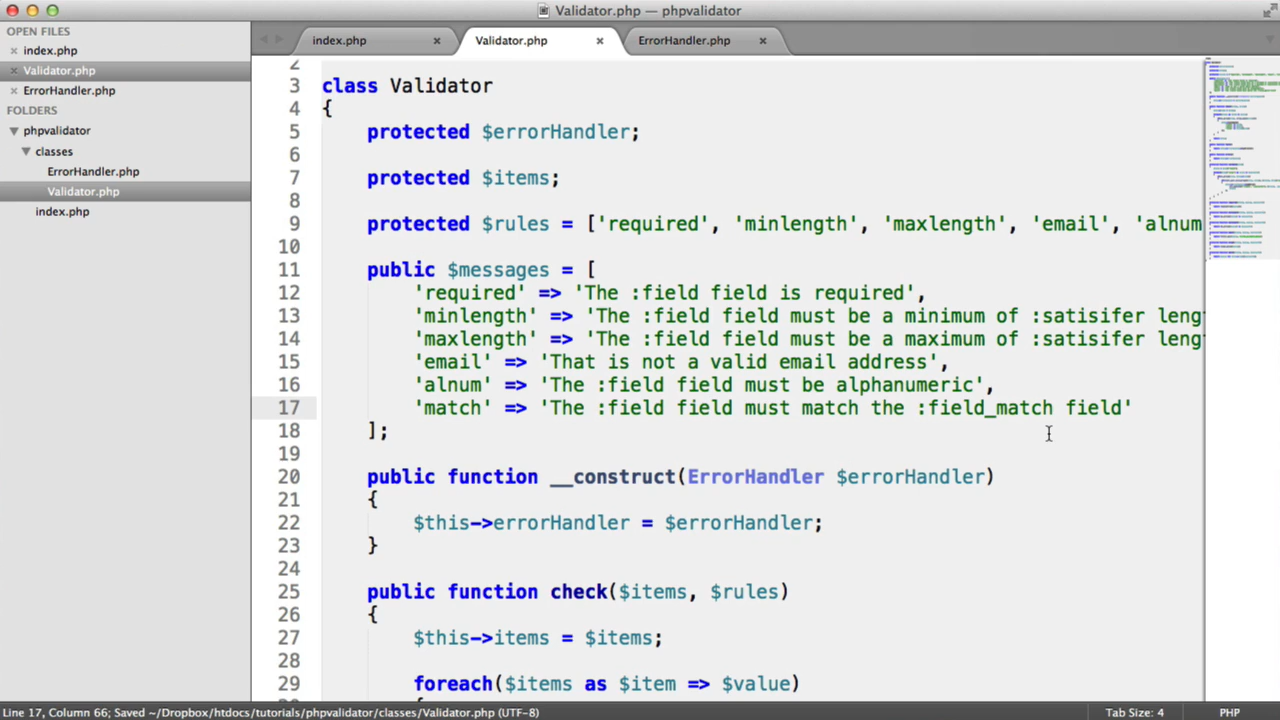 Validator.php — phpvalidator
OPEN FILES
index.php
Validator.php
ErrorHandler.php
FOLDERS
phpvalidator
classes
ErrorHandler.php
Validator.php
index.php
index.php Validator.php ErrorHandler.php
2
3 class Validator
4 {
5 protected $errorHandler;
6
7 protected $items;
8
9 protected $rules = ['required', 'minlength', 'maxlength', 'email', 'alnum
10
11 public $messages = [
12 'required' => 'The :field field is required',
13 'minlength' => 'The :field field must be a minimum of :satisifer leng
14 'maxlength' => 'The :field field must be a maximum of :satisifer leng
15 'email' => 'That is not a valid email address',
16 'alnum' => 'The :field field must be alphanumeric',
17 'match' => 'The :field field must match the :field_match field'
18 ];
19
20 public function __construct(ErrorHandler $errorHandler)
21 {
22 $this->errorHandler = $errorHandler;
23 }
24
25 public function check($items, $rules)
26 {
27 $this->items = $items;
28
29 foreach($items as $item => $value)
Line 17, Column 66; Saved ~/Dropbox/htdocs/tutorials/phpvalidator/classes/Validator.php (UTF-8) Tab Size: 4 PHP